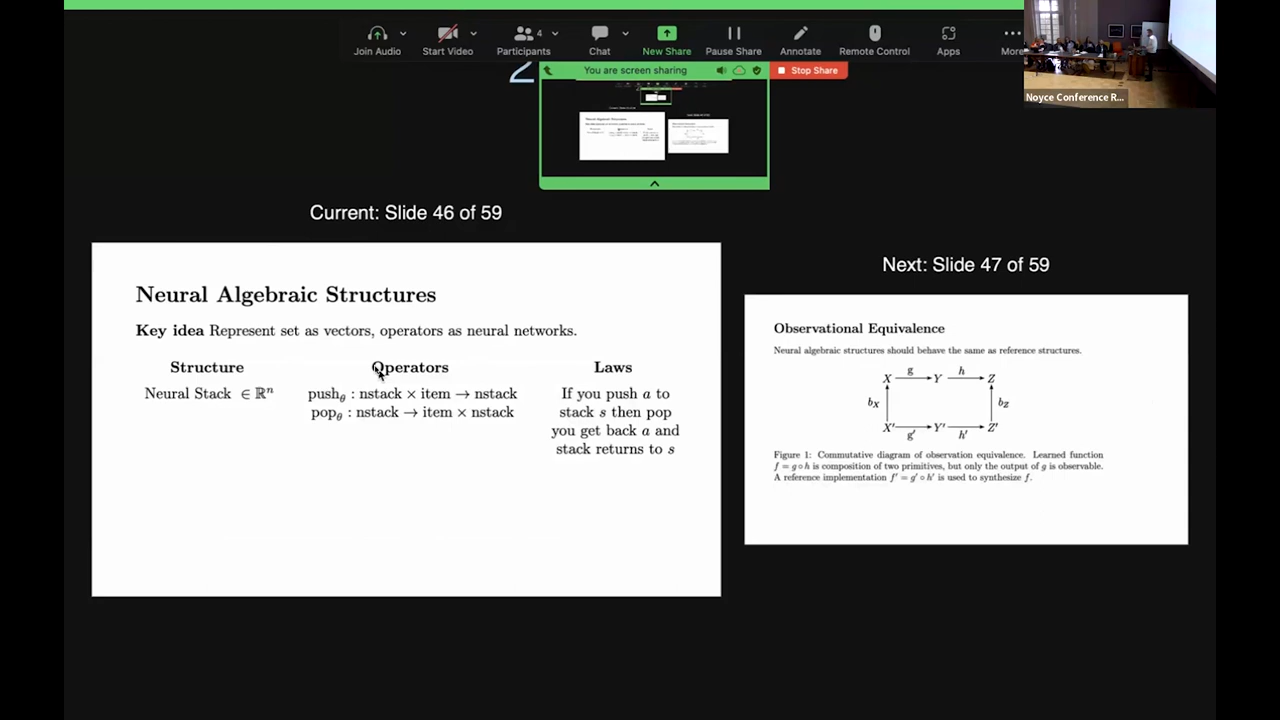 Join Audio
Start Video
Participants
4
Chat
New Share
Pause Share
Annotate
Remote Control
Apps
More
Noyce Conference R...
2
You are screen sharing
Stop Share
Current: Slide 46 of 59
Neural Algebraic Structures
Key idea Represent set as vectors, operators as neural networks.
Structure
Neural Stack ∈ ℝⁿ
Operators
push_θ : nstack × item → nstack
pop_θ : nstack → item × nstack
Laws
If you push a to
stack s then pop
you get back a and
stack returns to s
Next: Slide 47 of 59
Observational Equivalence
Neural algebraic structures should behave the same as reference structures.
g h
X Y Z
b_X b_Z
X' Y' Z'
g' h'
Figure 1: Commutative diagram of observation equivalence. Learned function
f = g ∘ h is composition of two primitives, but only the output of g is observable.
A reference implementation f' = g' ∘ h' is used to synthesize f.